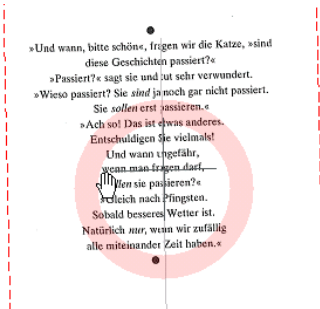 »Und wann, bitte schön«, fragen wir die Katze, »sind
diese Geschichten passiert?«
»Passiert?« sagt sie und tut sehr verwundert.
»Wieso passiert? Sie sind ja noch gar nicht passiert.
Sie sollen erst passieren.«
»Ach so! Das ist etwas anderes.
Entschuldigen Sie vielmals!
Und wann ungefähr,
wenn man fragen darf,
sollen sie passieren?«
»Gleich nach Pfingsten.
Sobald besseres Wetter ist.
Natürlich nur, wenn wir zufällig
alle miteinander Zeit haben.«